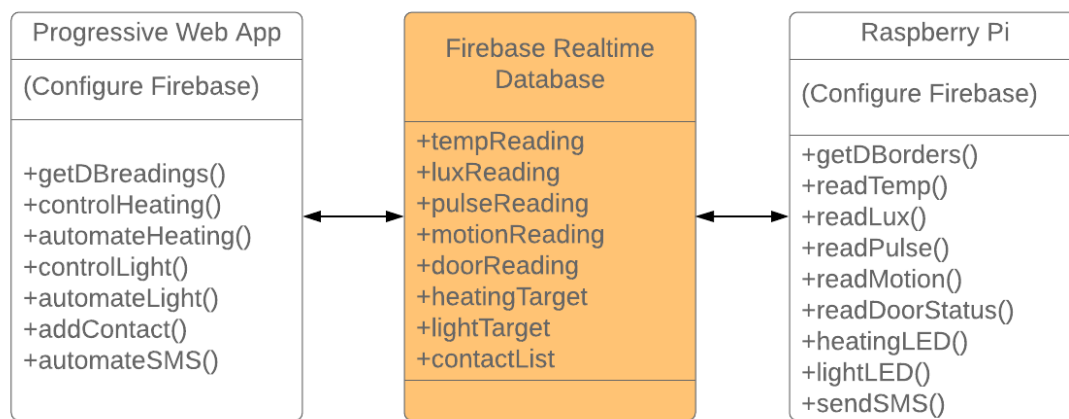 Progressive Web App
(Configure Firebase)
+getDBreadings()
+controlHeating()
+automateHeating()
+controlLight()
+automateLight()
+addContact()
+automateSMS()
Firebase Realtime
Database
+tempReading
+luxReading
+pulseReading
+motionReading
+doorReading
+heatingTarget
+lightTarget
+contactList
Raspberry Pi
(Configure Firebase)
+getDBorders()
+readTemp()
+readLux()
+readPulse()
+readMotion()
+readDoorStatus()
+heatingLED()
+lightLED()
+sendSMS()